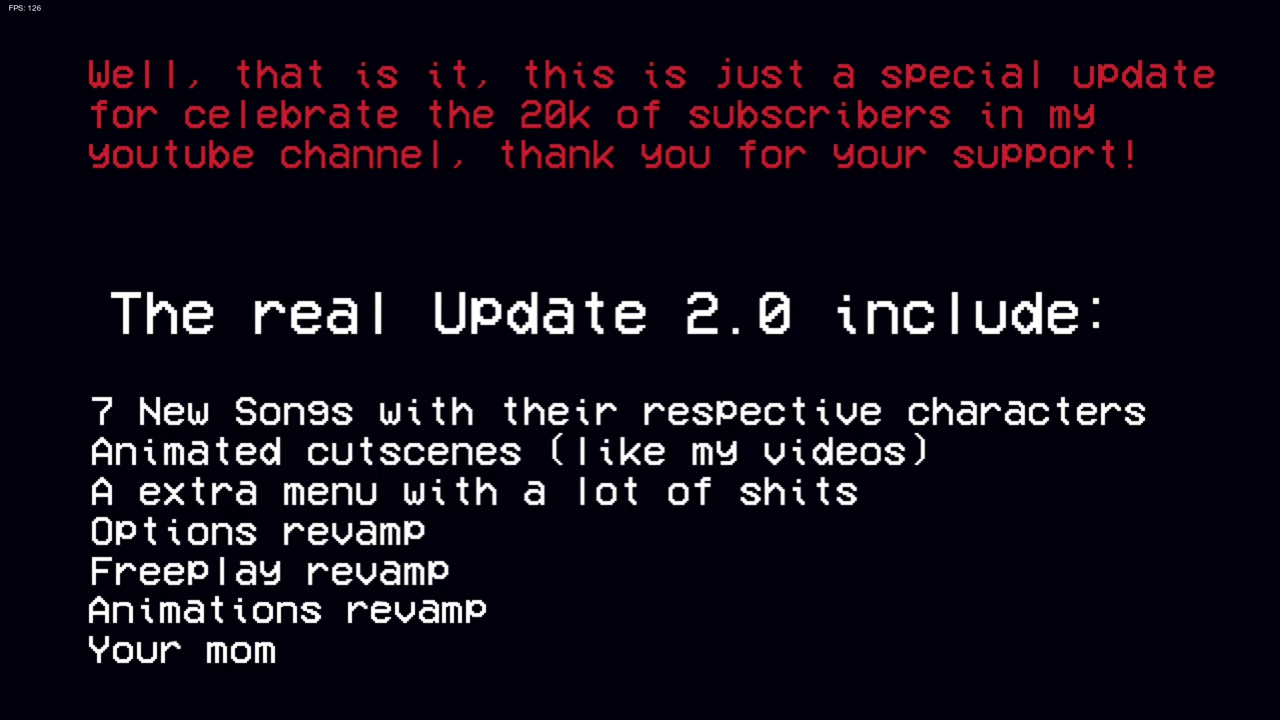 FPS: 126
Well, that is it, this is just a special update
for celebrate the 20k of subscribers in my
youtube channel, thank you for your support!
The real Update 2.0 include:
7 New Songs with their respective characters
Animated cutscenes (like my videos)
A extra menu with a lot of shits
Options revamp
Freeplay revamp
Animations revamp
Your mom